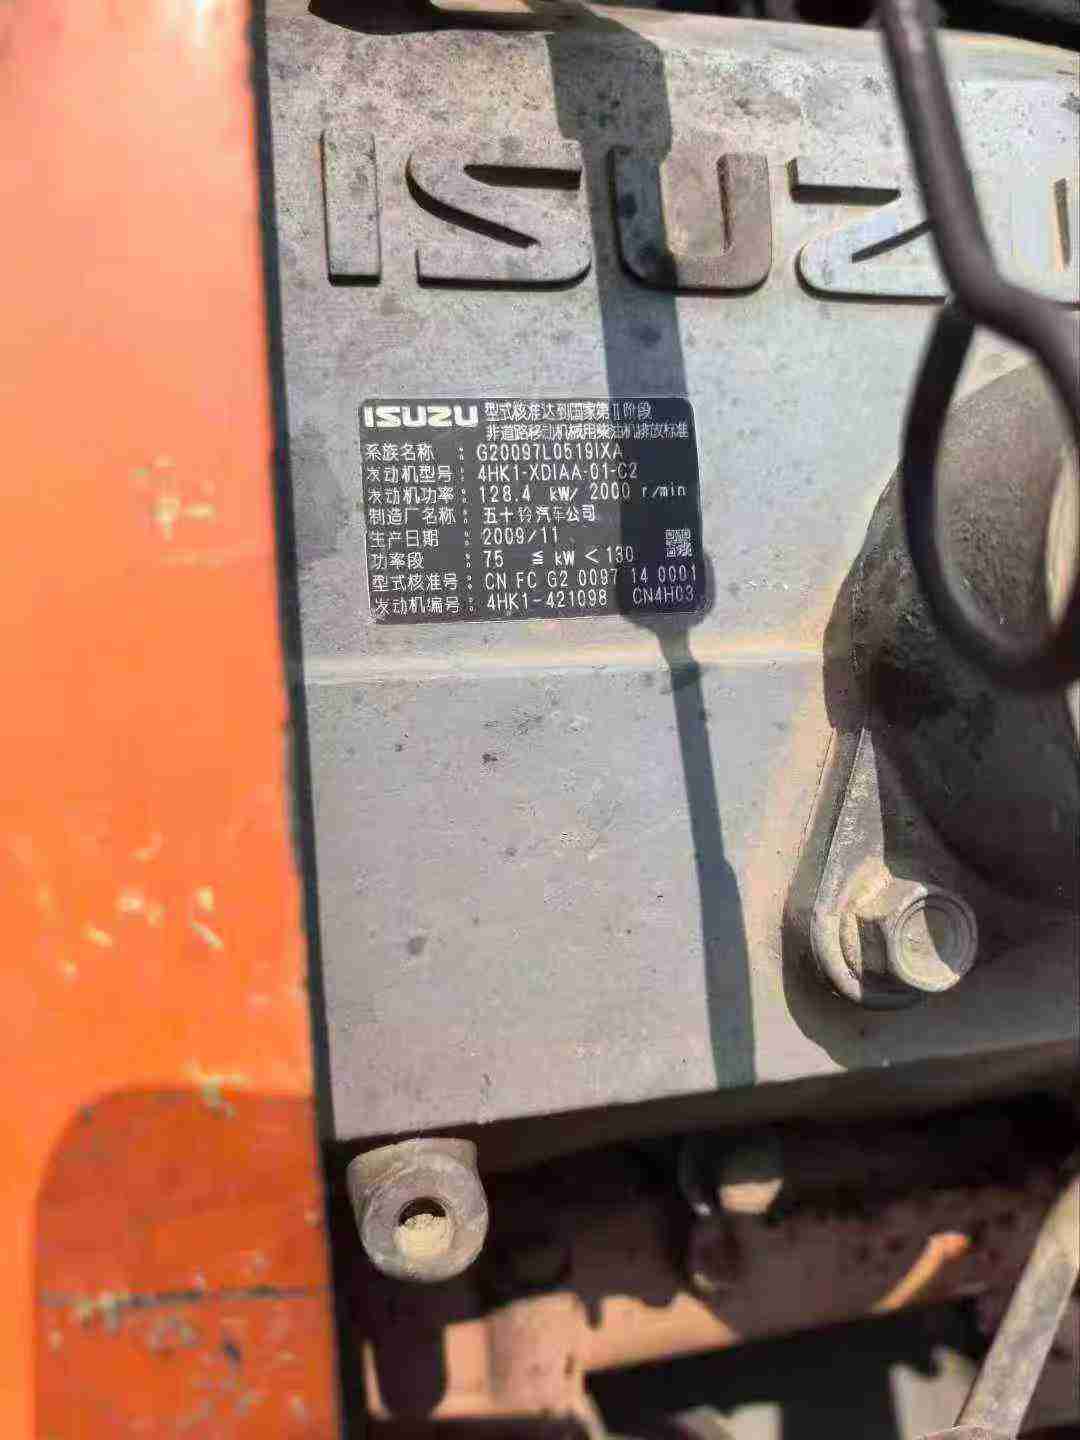 ISUZU
ISUZU 型式核准达到国家第Ⅱ阶段
非道路移动机械用柴油机排放标准
系族名称 : G20097L0519IXA
发动机型号 : 4HK1-XDIAA-01-C2
发动机功率 : 128.4 kW/ 2000 r/min
制造厂名称 : 五十铃汽车公司
生产日期 : 2009/11
功率段 : 75 ≦ kW < 130
型式核准号 : CN FC G2 0097 14 0001
发动机编号 : 4HK1-421098 CN4H03